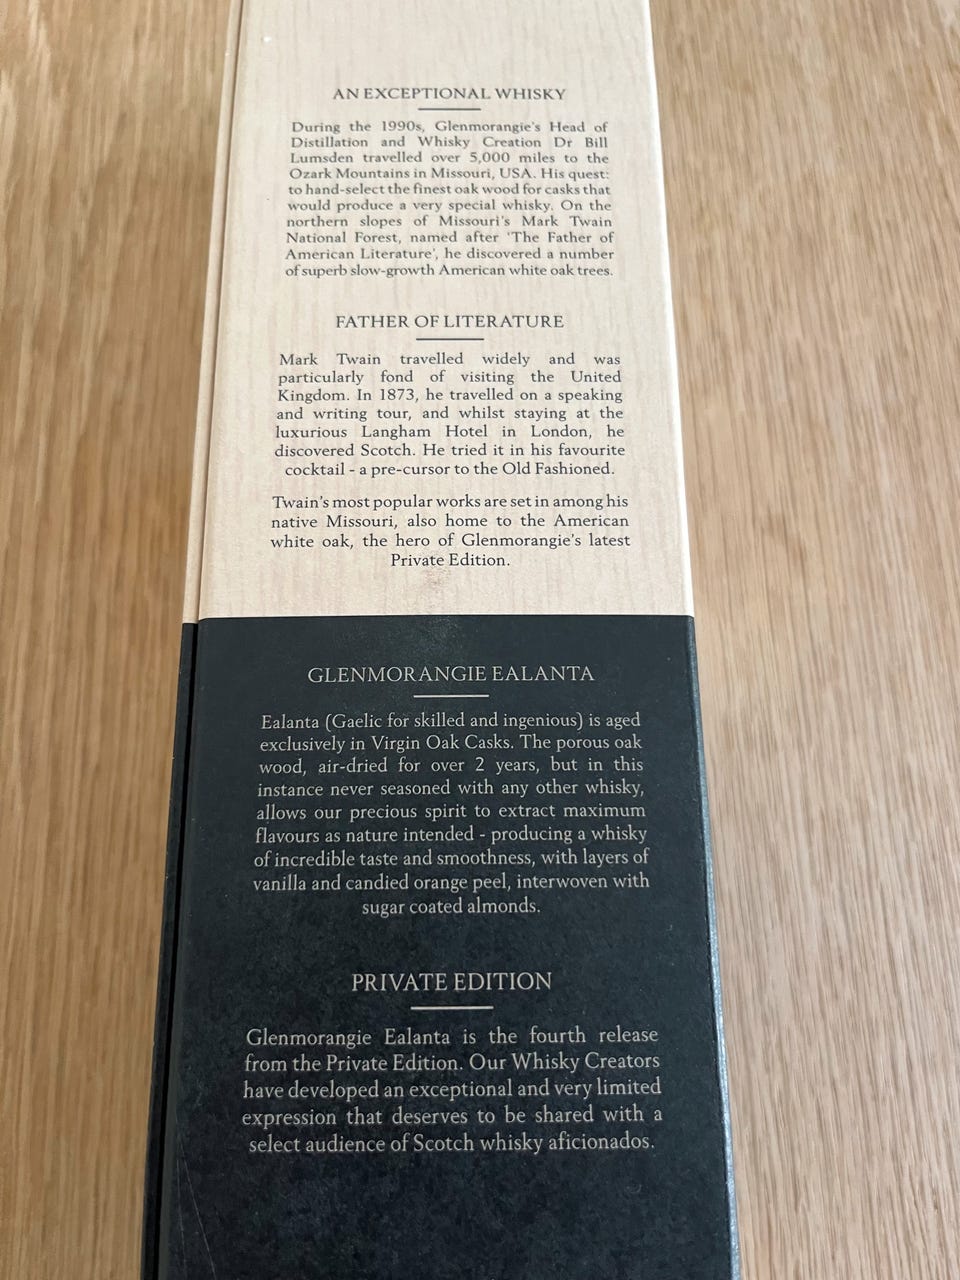 AN EXCEPTIONAL WHISKY
During the 1990s, Glenmorangie's Head of
Distillation and Whisky Creation Dr Bill
Lumsden travelled over 5,000 miles to the
Ozark Mountains in Missouri, USA. His quest:
to hand-select the finest oak wood for casks that
would produce a very special whisky. On the
northern slopes of Missouri's Mark Twain
National Forest, named after 'The Father of
American Literature', he discovered a number
of superb slow-growth American white oak trees.
FATHER OF LITERATURE
Mark Twain travelled widely and was
particularly fond of visiting the United
Kingdom. In 1873, he travelled on a speaking
and writing tour, and whilst staying at the
luxurious Langham Hotel in London, he
discovered Scotch. He tried it in his favourite
cocktail - a pre-cursor to the Old Fashioned.
Twain's most popular works are set in among his
native Missouri, also home to the American
white oak, the hero of Glenmorangie's latest
Private Edition.
GLENMORANGIE EALANTA
Ealanta (Gaelic for skilled and ingenious) is aged
exclusively in Virgin Oak Casks. The porous oak
wood, air-dried for over 2 years, but in this
instance never seasoned with any other whisky,
allows our precious spirit to extract maximum
flavours as nature intended - producing a whisky
of incredible taste and smoothness, with layers of
vanilla and candied orange peel, interwoven with
sugar coated almonds.
PRIVATE EDITION
Glenmorangie Ealanta is the fourth release
from the Private Edition. Our Whisky Creators
have developed an exceptional and very limited
expression that deserves to be shared with a
select audience of Scotch whisky aficionados.